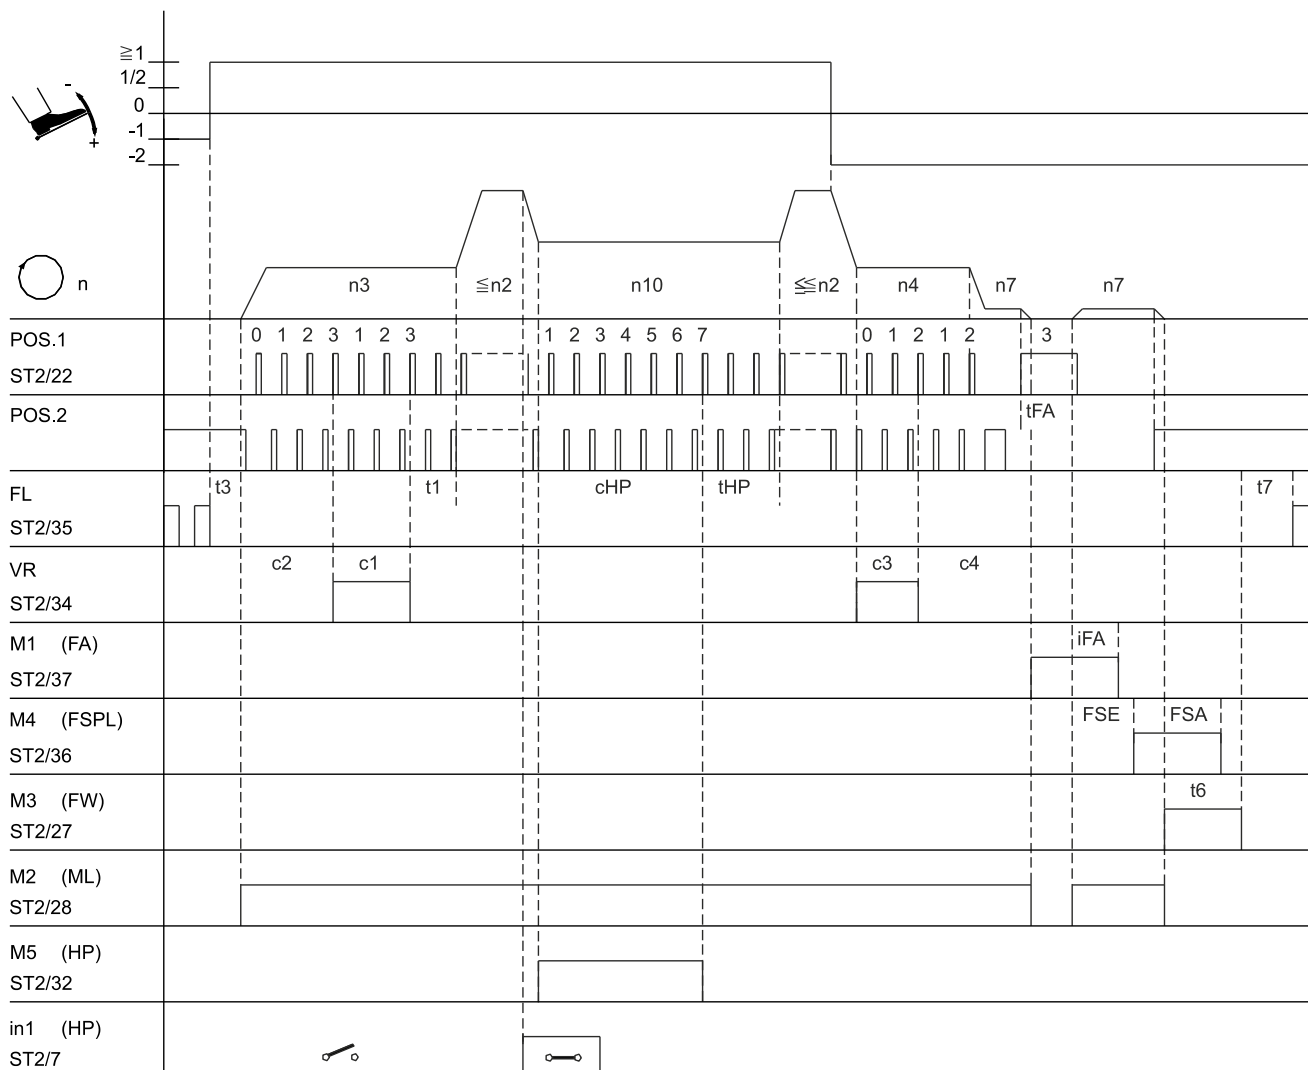 ≧1
1/2
0
-1
-2
-
+
n
n3
≦n2
n10
≦≦n2
n4
n7
n7
POS.1
0 1 2 3 1 2 3
1 2 3 4 5 6 7
0 1 2 1 2
3
ST2/22
POS.2
tFA
FL
t3
t1
cHP
tHP
t7
ST2/35
VR
c2
c1
c3
c4
ST2/34
M1 (FA)
iFA
ST2/37
M4 (FSPL)
FSE
FSA
ST2/36
M3 (FW)
t6
ST2/27
M2 (ML)
ST2/28
M5 (HP)
ST2/32
in1 (HP)
ST2/7